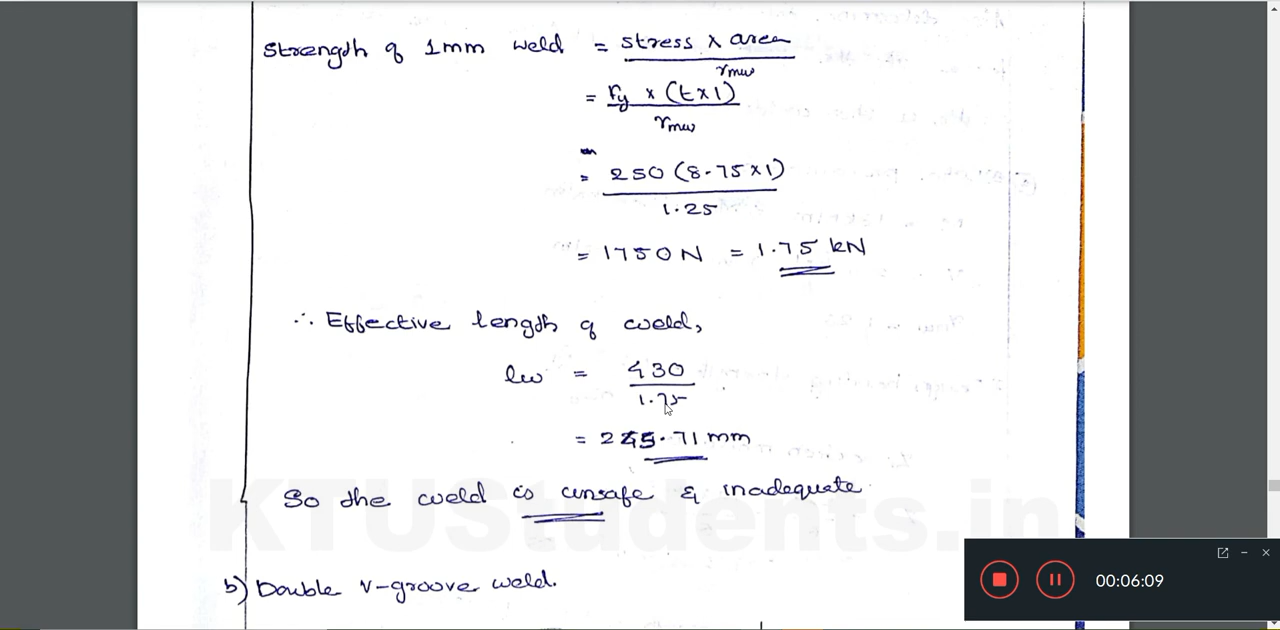 Strength of 1mm weld = stress x area
γmw
= fy x (t x 1)
γmw
= 250 (8.75 x 1)
1.25
= 1750 N = 1.75 kN
∴ Effective length of weld,
lw = 430
1.75
= 245.71 mm
So the weld is unsafe & inadequate
KTUStudents.in
b) Double V-groove weld.
00:06:09